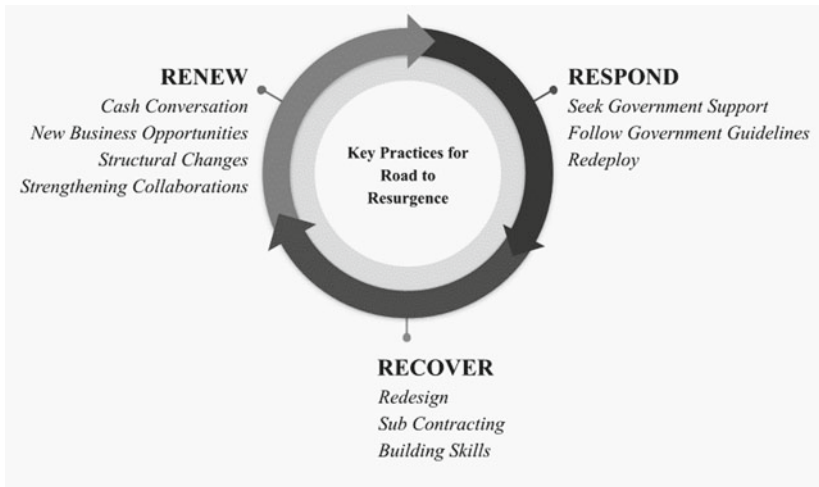 RENEW
Cash Conversation
New Business Opportunities
Structural Changes
Strengthening Collaborations
Key Practices for
Road to
Resurgence
RESPOND
Seek Government Support
Follow Government Guidelines
Redeploy
RECOVER
Redesign
Sub Contracting
Building Skills